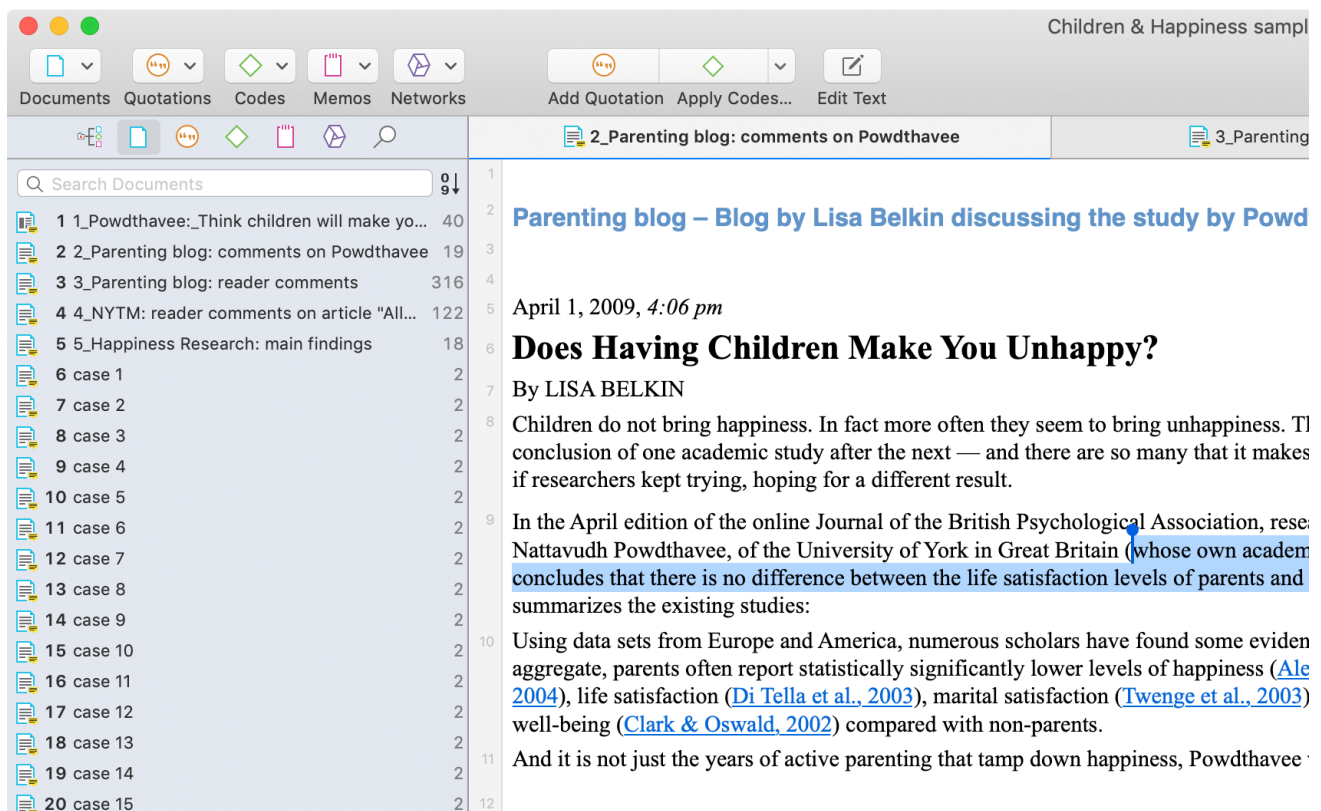 Children & Happiness sampl
Documents Quotations Codes Memos Networks Add Quotation Apply Codes... Edit Text
2_Parenting blog: comments on Powdthavee
3_Parenting
Search Documents
1 1_Powdthavee:_Think children will make yo... 40
2 2_Parenting blog: comments on Powdthavee 19
3 3_Parenting blog: reader comments 316
4 4_NYTM: reader comments on article "All... 122
5 5_Happiness Research: main findings 18
6 case 1 2
7 case 2 2
8 case 3 2
9 case 4 2
10 case 5 2
11 case 6 2
12 case 7 2
13 case 8 2
14 case 9 2
15 case 10 2
16 case 11 2
17 case 12 2
18 case 13 2
19 case 14 2
20 case 15 2
1
2 Parenting blog – Blog by Lisa Belkin discussing the study by Powd
3
4
5 April 1, 2009, 4:06 pm
6 Does Having Children Make You Unhappy?
7 By LISA BELKIN
8 Children do not bring happiness. In fact more often they seem to bring unhappiness. Th
conclusion of one academic study after the next — and there are so many that it makes
if researchers kept trying, hoping for a different result.
9 In the April edition of the online Journal of the British Psychological Association, rese
Nattavudh Powdthavee, of the University of York in Great Britain (whose own academ
concludes that there is no difference between the life satisfaction levels of parents and
summarizes the existing studies:
10 Using data sets from Europe and America, numerous scholars have found some eviden
aggregate, parents often report statistically significantly lower levels of happiness (Ale
2004), life satisfaction (Di Tella et al., 2003), marital satisfaction (Twenge et al., 2003)
well-being (Clark & Oswald, 2002) compared with non-parents.
11 And it is not just the years of active parenting that tamp down happiness, Powdthavee
12